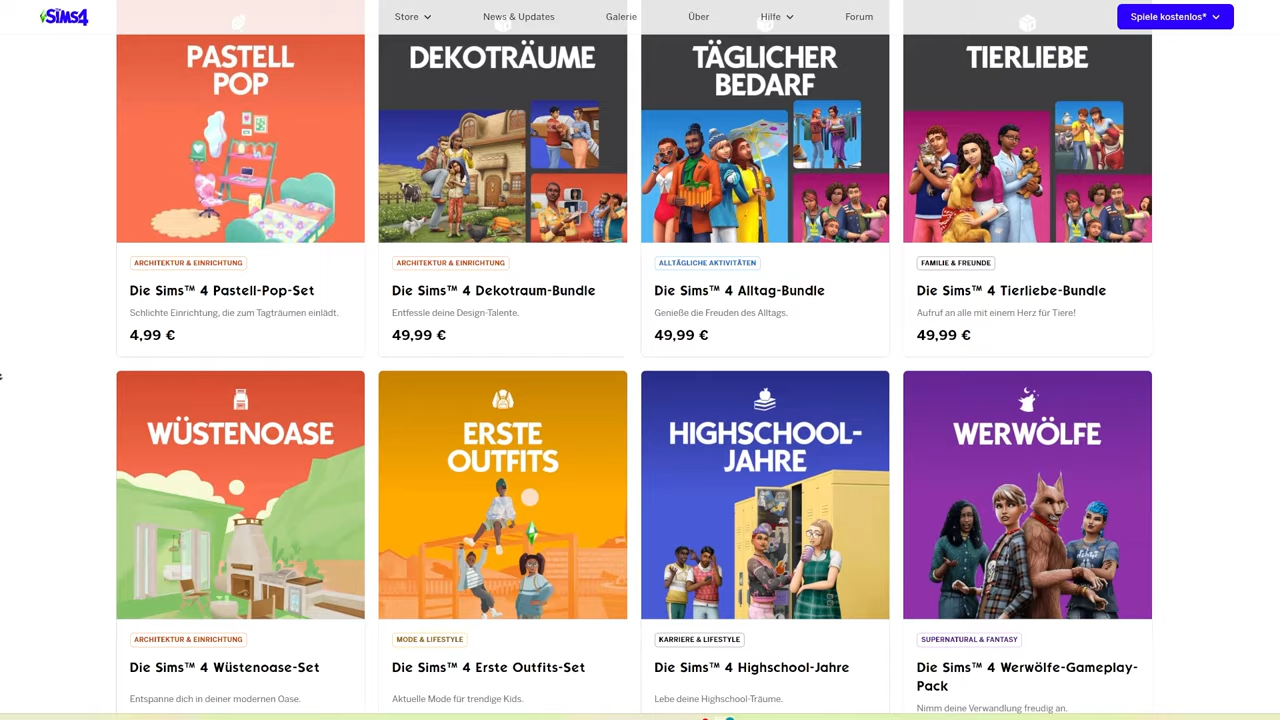 SIMS4
Store
News & Updates
Galerie
Über
Hilfe
Forum
Spiele kostenlos*
PASTELL
POP
DEKOTRÄUME
TÄGLICHER
BEDARF
TIERLIEBE
ARCHITEKTUR & EINRICHTUNG
ARCHITEKTUR & EINRICHTUNG
ALLTÄGLICHE AKTIVITÄTEN
FAMILIE & FREUNDE
Die Sims™ 4 Pastell-Pop-Set
Die Sims™ 4 Dekotraum-Bundle
Die Sims™ 4 Alltag-Bundle
Die Sims™ 4 Tierliebe-Bundle
Schlichte Einrichtung, die zum Tagträumen einlädt.
Entfessle deine Design-Talente.
Genieße die Freuden des Alltags.
Aufruf an alle mit einem Herz für Tiere!
4,99 €
49,99 €
49,99 €
49,99 €
WÜSTENOASE
ERSTE
OUTFITS
HIGHSCHOOL-
JAHRE
WERWÖLFE
ARCHITEKTUR & EINRICHTUNG
MODE & LIFESTYLE
KARRIERE & LIFESTYLE
SUPERNATURAL & FANTASY
Die Sims™ 4 Wüstenoase-Set
Die Sims™ 4 Erste Outfits-Set
Die Sims™ 4 Highschool-Jahre
Die Sims™ 4 Werwölfe-Gameplay-
Pack
Entspanne dich in deiner modernen Oase.
Aktuelle Mode für trendige Kids.
Lebe deine Highschool-Träume.
Nimm deine Verwandlung freudig an.